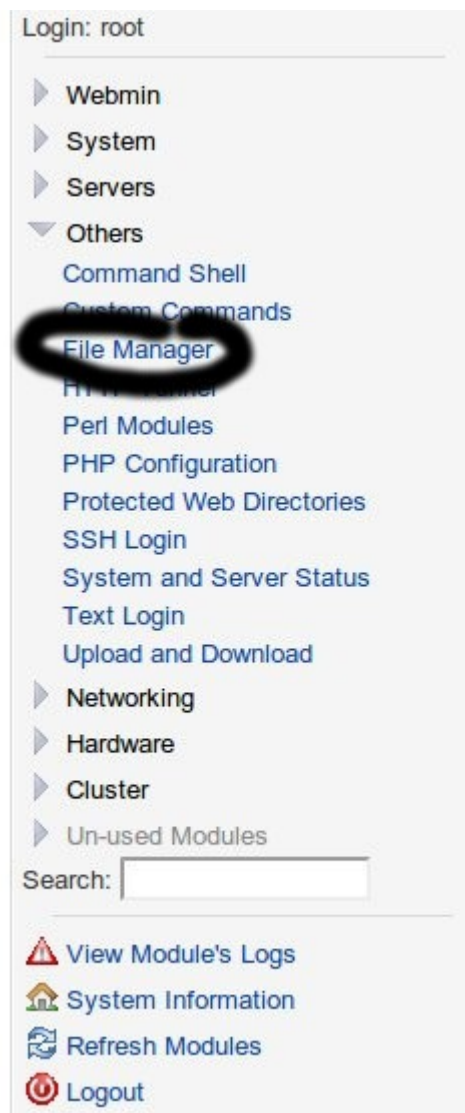 Login: root
Webmin
System
Servers
Others
Command Shell
Custom Commands
File Manager
HTTP Tunnel
Perl Modules
PHP Configuration
Protected Web Directories
SSH Login
System and Server Status
Text Login
Upload and Download
Networking
Hardware
Cluster
Un-used Modules
Search:
View Module's Logs
System Information
Refresh Modules
Logout